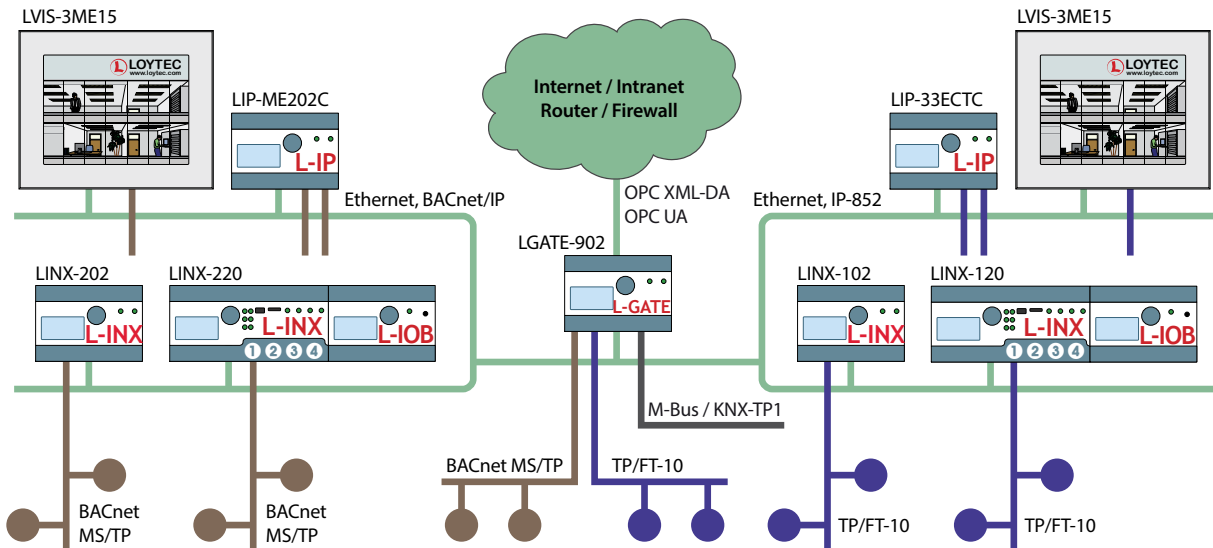 LVIS-3ME15
LOYTEC
www.loytec.com
LIP-ME202C
L-IP
Internet / Intranet
Router / Firewall
LIP-33ECTC
L-IP
LVIS-3ME15
LOYTEC
www.loytec.com
Ethernet, BACnet/IP
OPC XML-DA
OPC UA
Ethernet, IP-852
LGATE-902
L-GATE
LINX-202
L-INX
LINX-220
L-INX
1 2 3 4
L-IOB
LINX-102
L-INX
LINX-120
L-INX
1 2 3 4
L-IOB
M-Bus / KNX-TP1
BACnet MS/TP
TP/FT-10
BACnet
MS/TP
BACnet
MS/TP
TP/FT-10
TP/FT-10